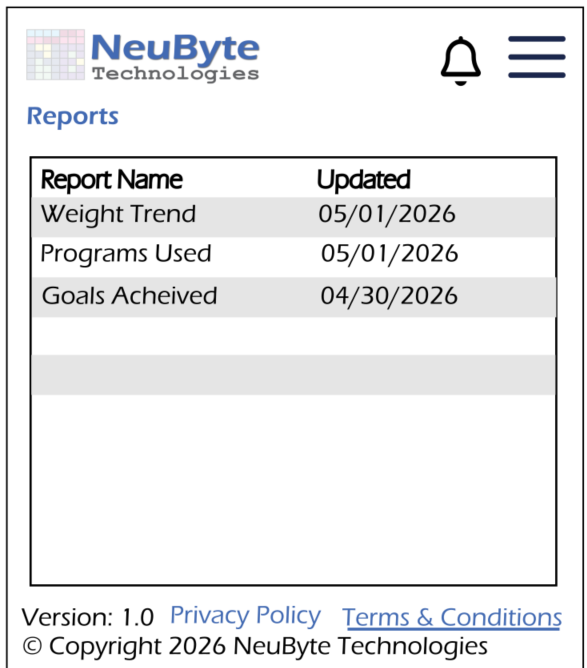 NeuByte
Technologies
Reports
Report Name Updated
Weight Trend 05/01/2026
Programs Used 05/01/2026
Goals Acheived 04/30/2026
Version: 1.0 Privacy Policy Terms & Conditions
© Copyright 2026 NeuByte Technologies